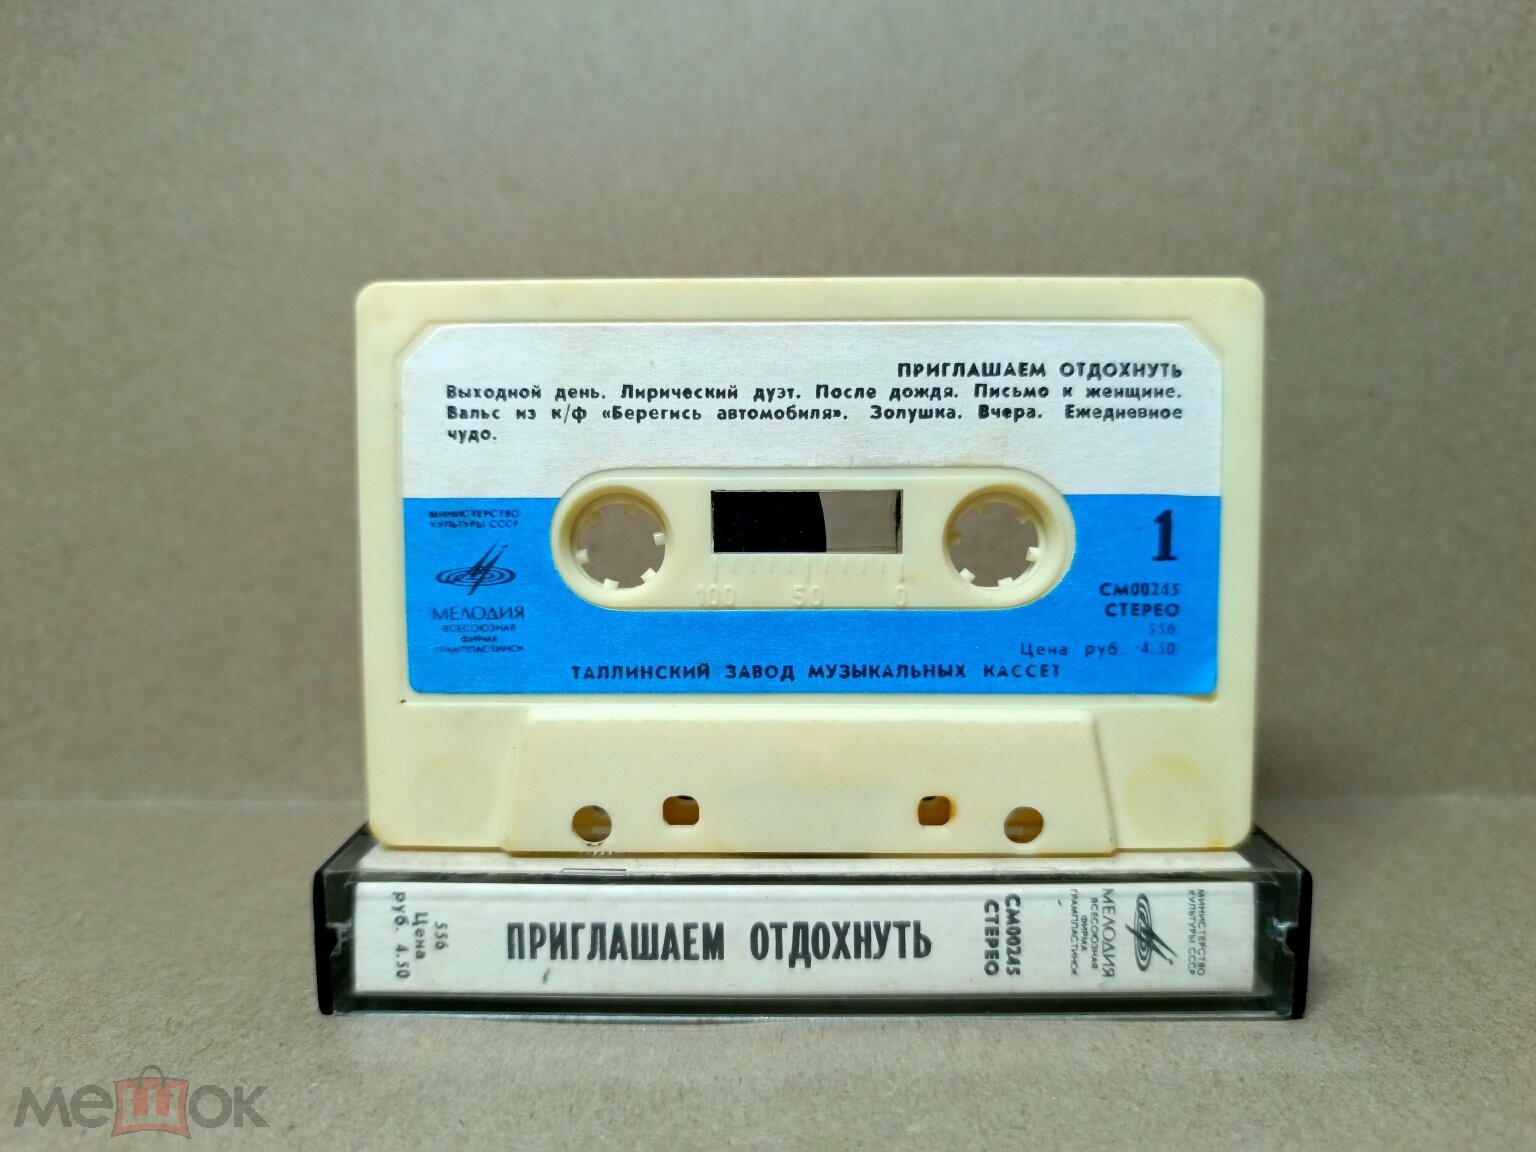 ПРИГЛАШАЕМ ОТДОХНУТЬ
Выходной день. Лирический дуэт. После дождя. Письмо к женщине.
Вальс из к/ф «Берегись автомобиля». Золушка. Вчера. Ежедневное
чудо.
МИНИСТЕРСТВО
КУЛЬТУРЫ СССР
МЕЛОДИЯ
ВСЕСОЮЗНАЯ
ФИРМА
ГРАМПЛАСТИНОК
1
СМ00245
СТЕРЕО
556
Цена руб. 4.50
100 50 0
ТАЛЛИНСКИЙ ЗАВОД МУЗЫКАЛЬНЫХ КАССЕТ
556
Цена
руб. 4.50
ПРИГЛАШАЕМ ОТДОХНУТЬ
СМ00245
СТЕРЕО
МИНИСТЕРСТВО
КУЛЬТУРЫ СССР
МЕЛОДИЯ
ВСЕСОЮЗНАЯ
ФИРМА
ГРАМПЛАСТИНОК
мешок